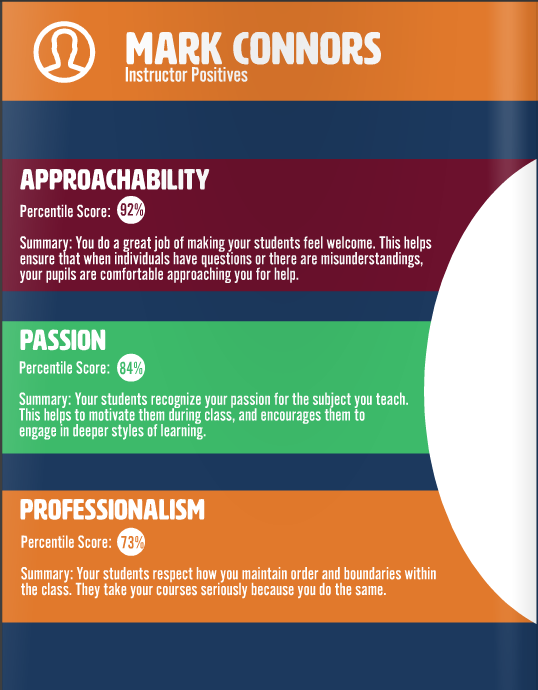 MARK CONNORS
Instructor Positives
APPROACHABILITY
Percentile Score: 92%
Summary: You do a great job of making your students feel welcome. This helps
ensure that when individuals have questions or there are misunderstandings,
your pupils are comfortable approaching you for help.
PASSION
Percentile Score: 84%
Summary: Your students recognize your passion for the subject you teach.
This helps to motivate them during class, and encourages them to
engage in deeper styles of learning.
PROFESSIONALISM
Percentile Score: 73%
Summary: Your students respect how you maintain order and boundaries within
the class. They take your courses seriously because you do the same.